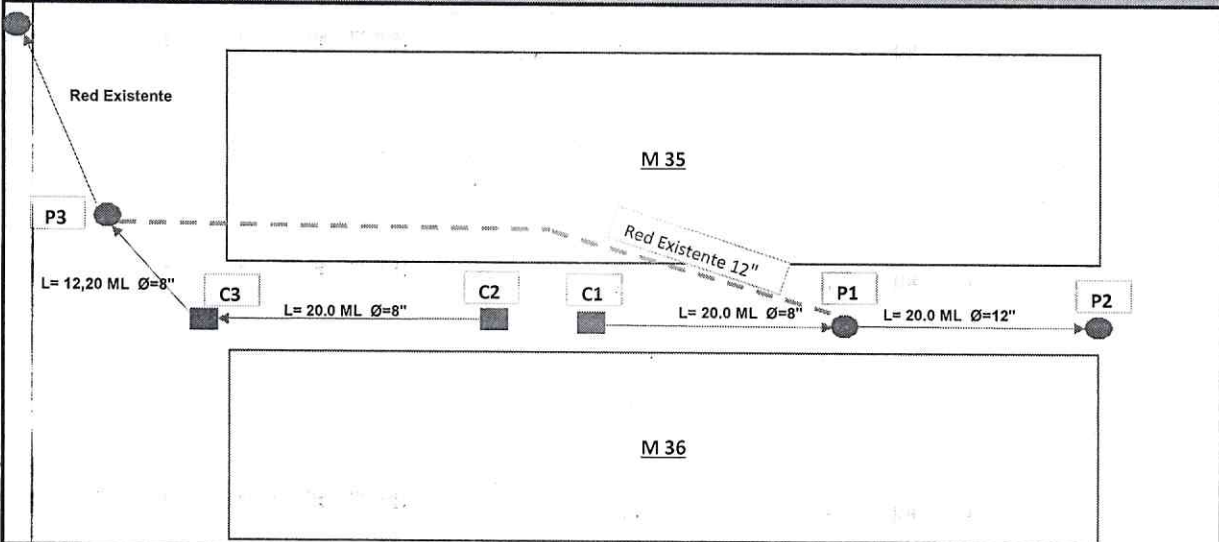 Red Existente
M 35
P3
Red Existente 12"
L= 12,20 ML Ø=8"
C3
C2
C1
P1
P2
L= 20.0 ML Ø=8"
L= 20.0 ML Ø=8"
L= 20.0 ML Ø=12"
M 36